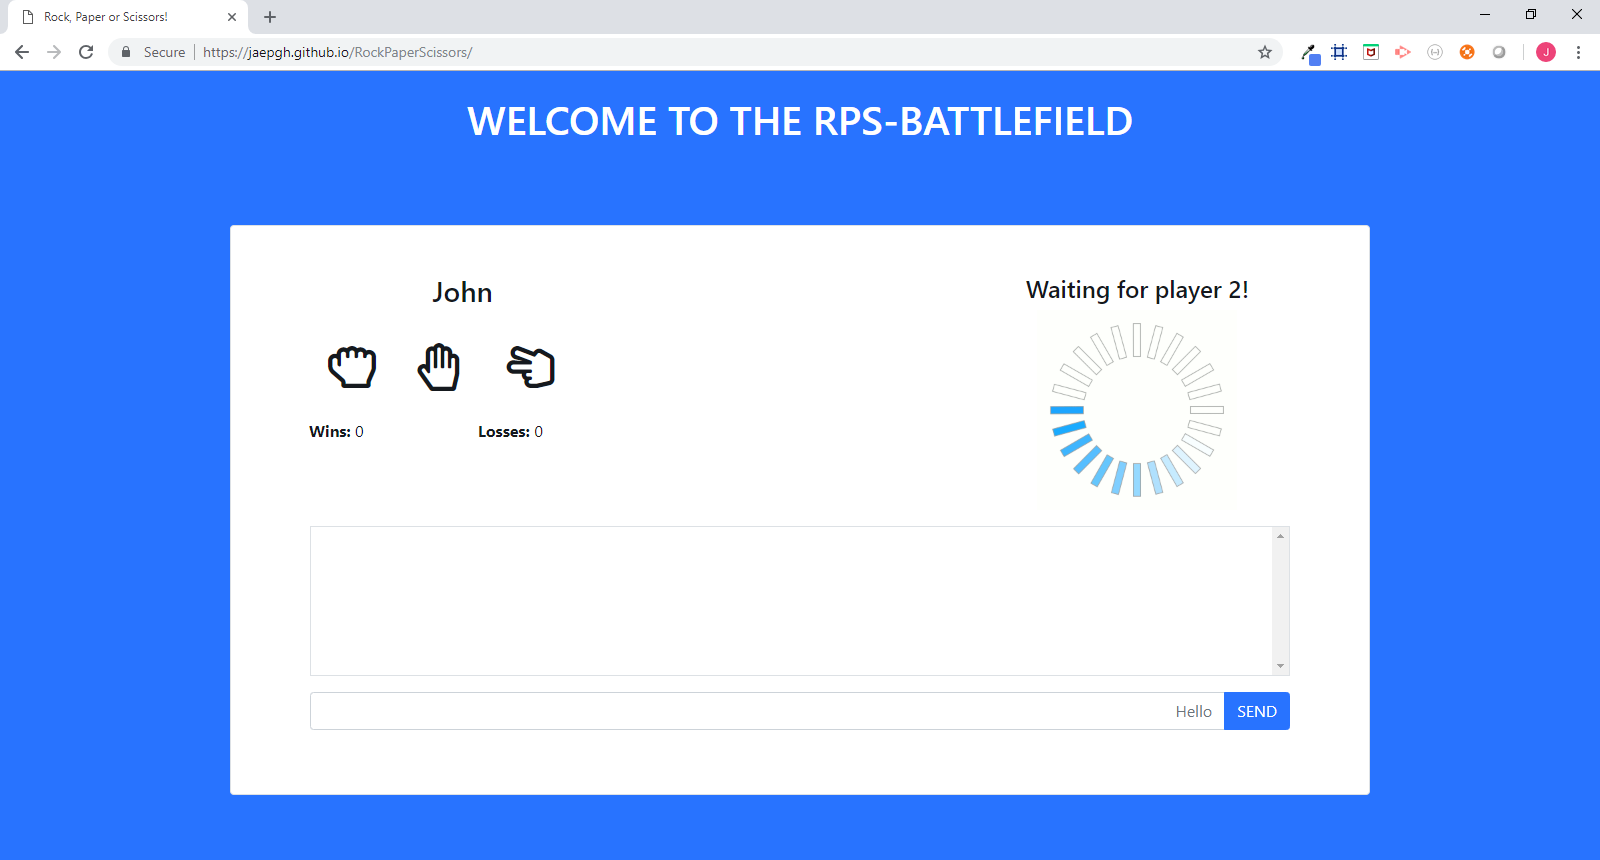 Rock, Paper or Scissors!
Secure https://jaepgh.github.io/RockPaperScissors/
J
WELCOME TO THE RPS-BATTLEFIELD
John
Waiting for player 2!
Wins: 0
Losses: 0
Hello
SEND